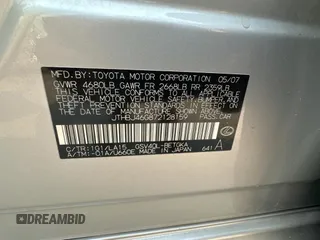 MFD.BY:TOYOTA MOTOR CORPORATION 05/07
GVWR 4680LB GAWR FR 2668LB RR 2359LB
THIS VEHICLE CONFORMS TO ALL APPLICABLE
FEDERAL MOTOR VEHICLE SAFETY, BUMPER, AND
THEFT PREVENTION STANDARDS IN EFFECT ON THE DATE
OF MANUFACTURE SHOWN ABOVE.
JTHBJ46G872128159 PASS.CAR
C/TR:1G1/LA15 GSV40L-BETGKA
A/TM:-01A/U660E MADE IN JAPAN 641 A
DREAMBID